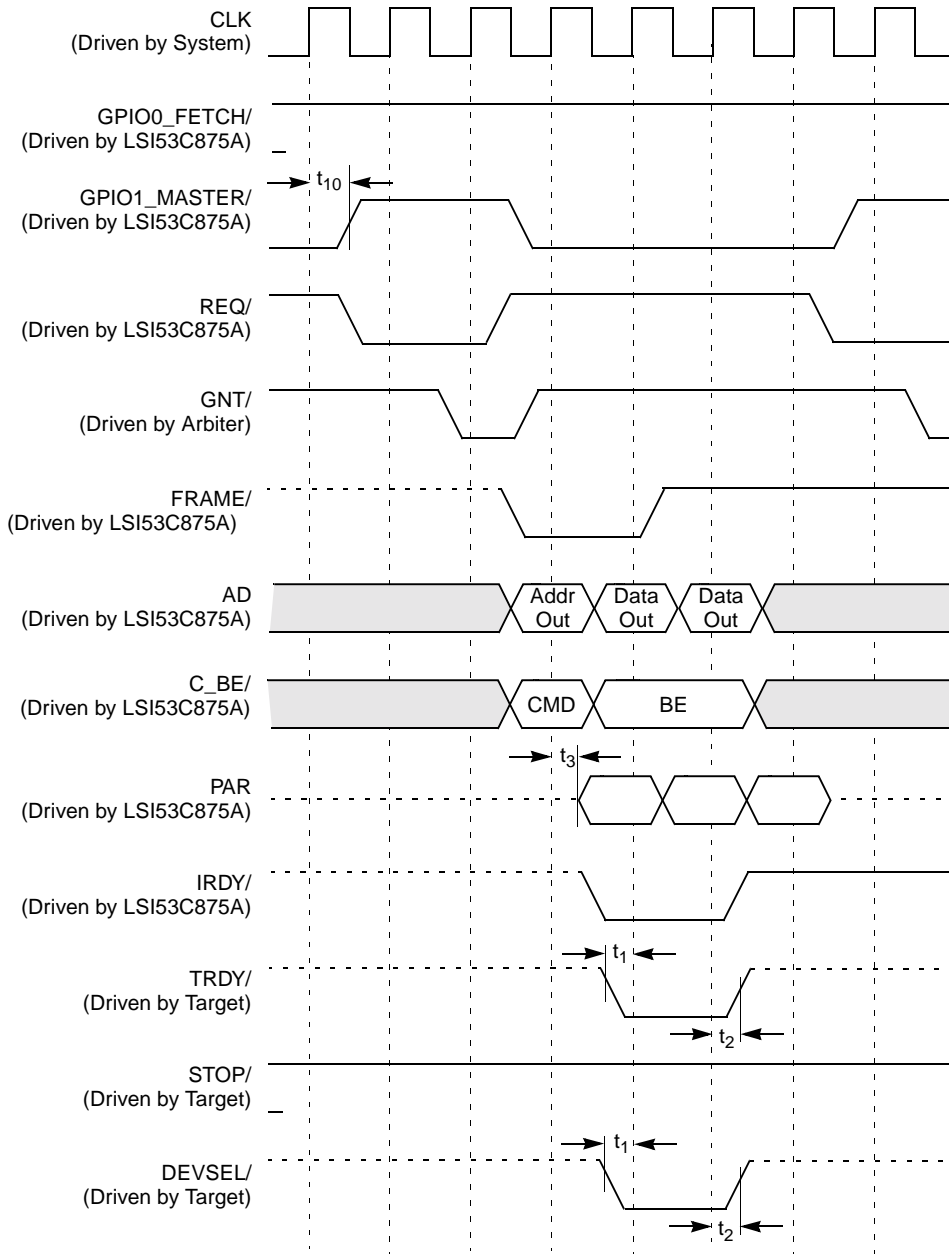 CLK
(Driven by System)
GPIO0_FETCH/
(Driven by LSI53C875A)
t10
GPIO1_MASTER/
(Driven by LSI53C875A)
REQ/
(Driven by LSI53C875A)
GNT/
(Driven by Arbiter)
FRAME/
(Driven by LSI53C875A)
AD
(Driven by LSI53C875A)
Addr
Out
Data
Out
Data
Out
C_BE/
(Driven by LSI53C875A)
CMD
BE
t3
PAR
(Driven by LSI53C875A)
IRDY/
(Driven by LSI53C875A)
t1
TRDY/
(Driven by Target)
t2
STOP/
(Driven by Target)
t1
DEVSEL/
(Driven by Target)
t2